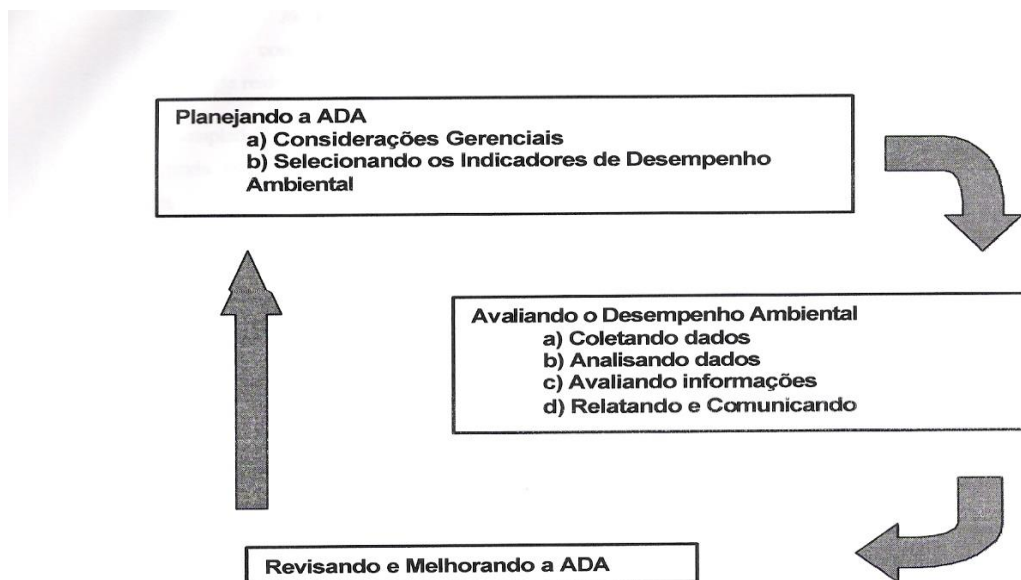 Planejando a ADA
a) Considerações Gerenciais
b) Selecionando os Indicadores de Desempenho
Ambiental
Avaliando o Desempenho Ambiental
a) Coletando dados
b) Analisando dados
c) Avaliando informações
d) Relatando e Comunicando
Revisando e Melhorando a ADA